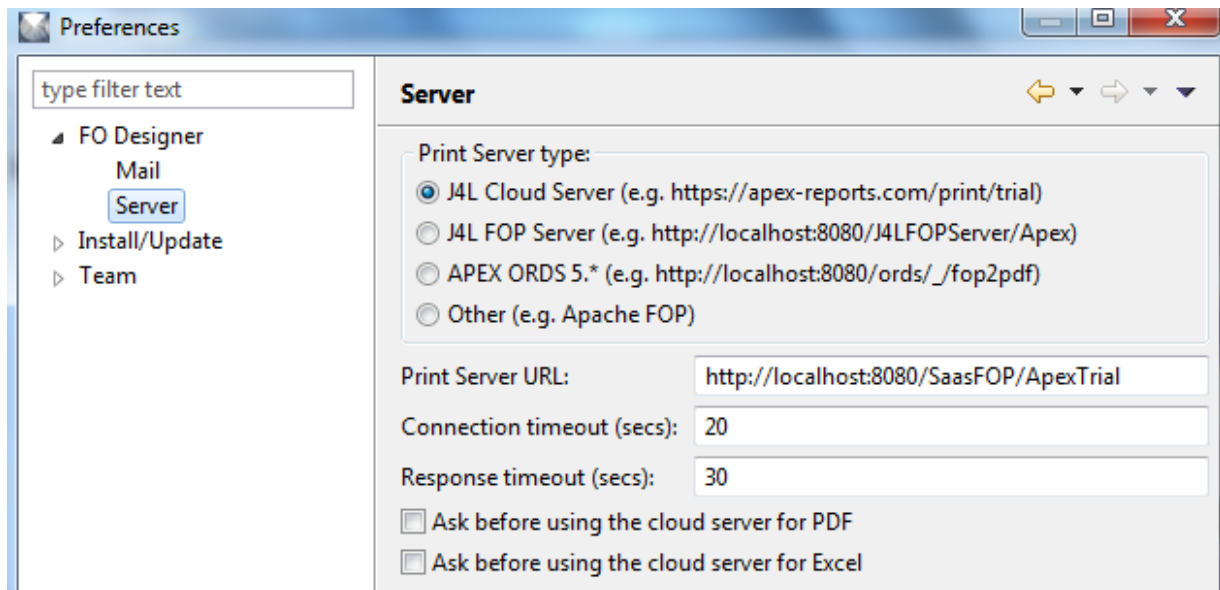 Preferences
type filter text
FO Designer
Mail
Server
Install/Update
Team
Server
Print Server type:
J4L Cloud Server (e.g. https://apex-reports.com/print/trial)
J4L FOP Server (e.g. http://localhost:8080/J4LFOPServer/Apex)
APEX ORDS 5.* (e.g. http://localhost:8080/ords/_/fop2pdf)
Other (e.g. Apache FOP)
Print Server URL: http://localhost:8080/SaasFOP/ApexTrial
Connection timeout (secs): 20
Response timeout (secs): 30
Ask before using the cloud server for PDF
Ask before using the cloud server for Excel